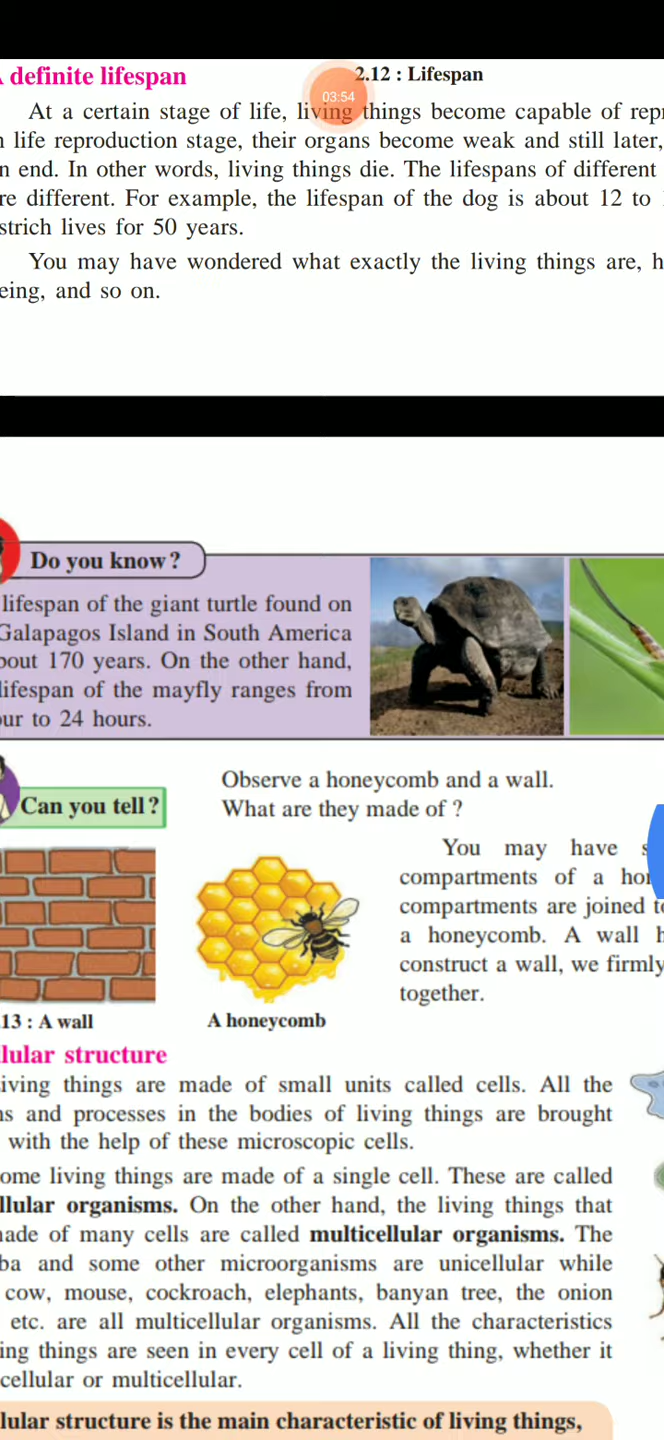 A definite lifespan
2.12 : Lifespan
03:54
At a certain stage of life, living things become capable of
life reproduction stage, their organs become weak and still later,
end. In other words, living things die. The lifespans of different
different. For example, the lifespan of the dog is about 12 to
strich lives for 50 years.
You may have wondered what exactly the living things are,
eing, and so on.
Do you know?
lifespan of the giant turtle found on
Galapagos Island in South America
bout 170 years. On the other hand,
lifespan of the mayfly ranges from
ur to 24 hours.
Can you tell?
Observe a honeycomb and a wall.
What are they made of ?
You may have
compartments of a
compartments are joined
a honeycomb. A wall
construct a wall, we firmly
together.
.13 : A wall
A honeycomb
llular structure
iving things are made of small units called cells. All the
ns and processes in the bodies of living things are brought
with the help of these microscopic cells.
ome living things are made of a single cell. These are called
llular organisms. On the other hand, the living things that
made of many cells are called multicellular organisms. The
ba and some other microorganisms are unicellular while
cow, mouse, cockroach, elephants, banyan tree, the onion
etc. are all multicellular organisms. All the characteristics
ing things are seen in every cell of a living thing, whether it
cellular or multicellular.
lular structure is the main characteristic of living things,